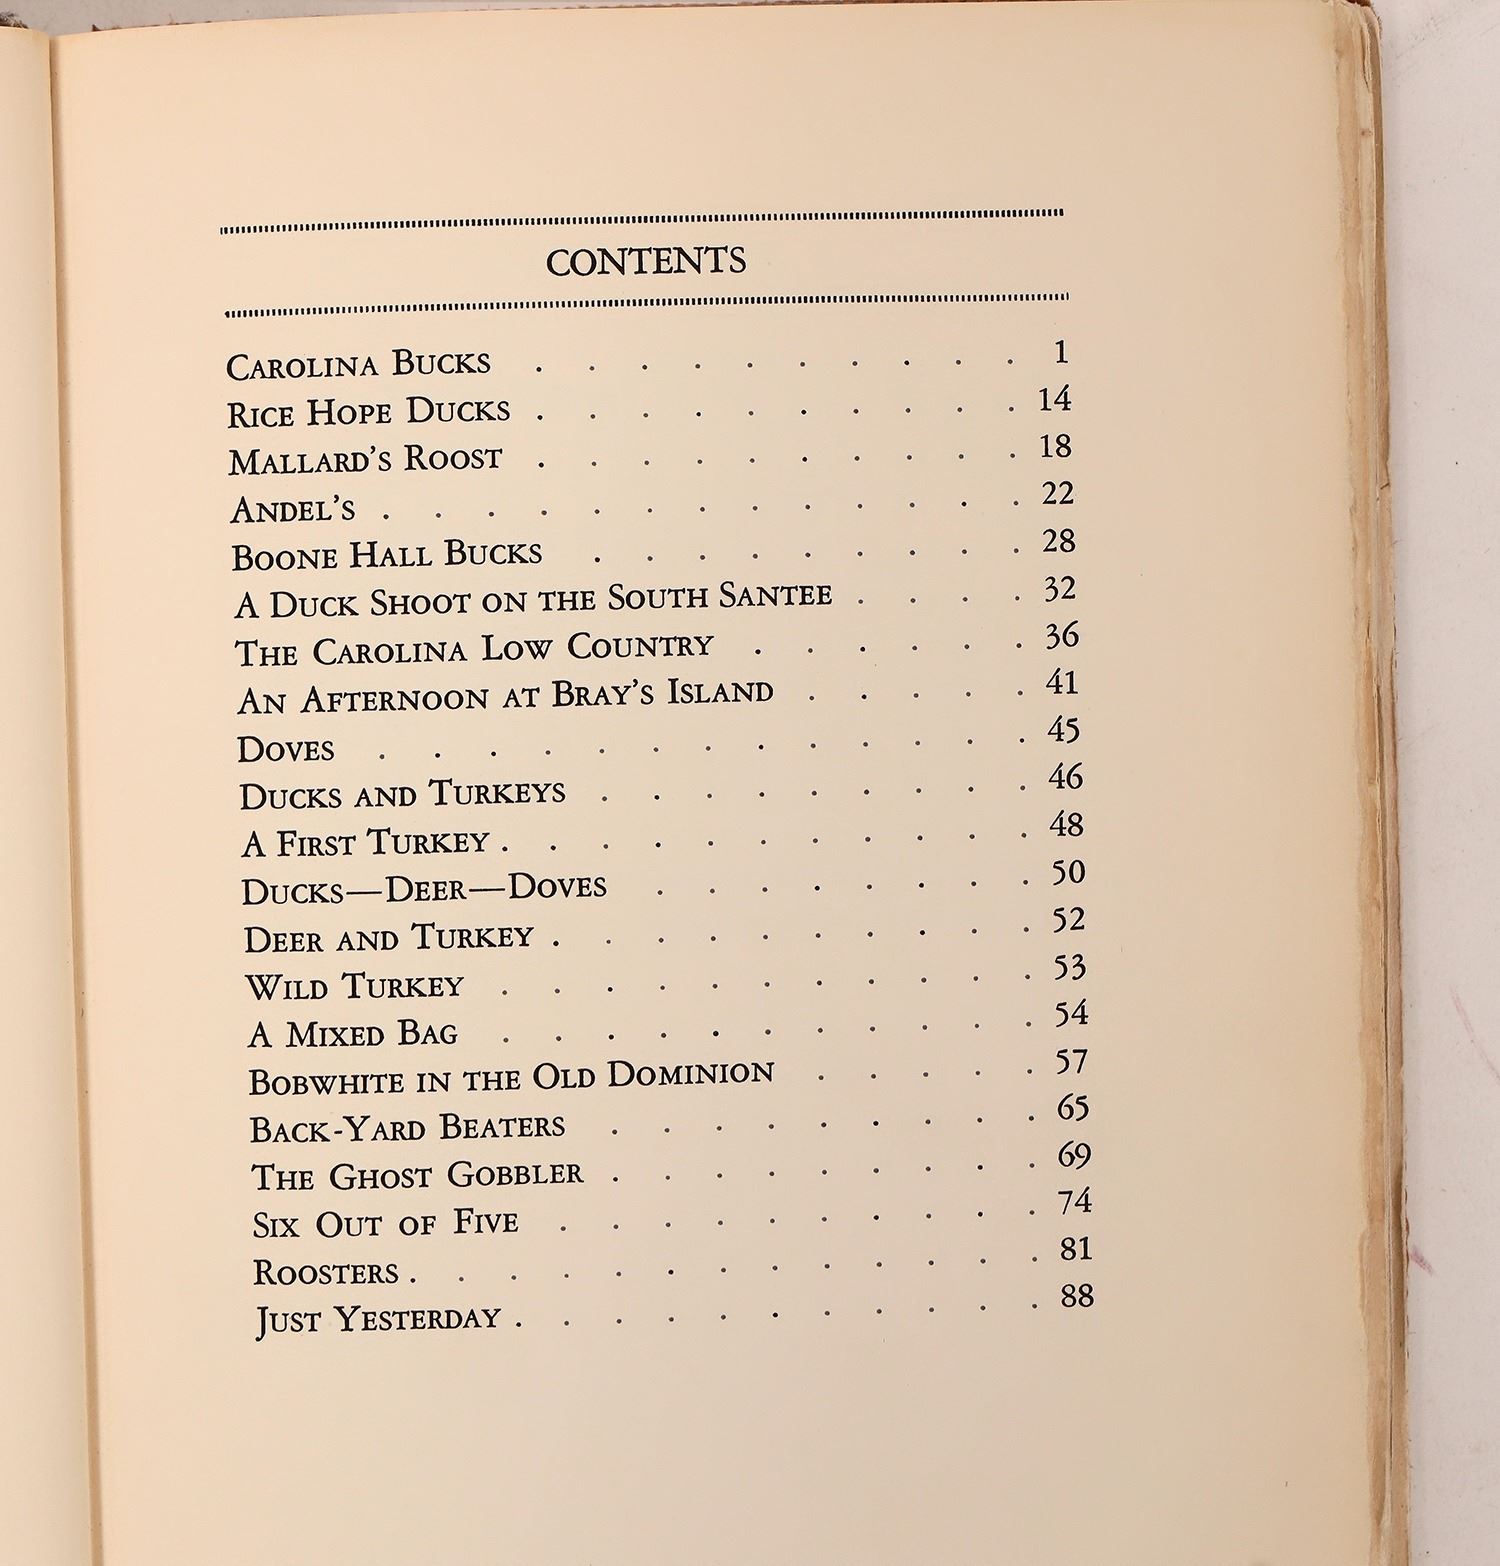 CONTENTS
CAROLINA BUCKS . . . . . . . . . . 1
RICE HOPE DUCKS . . . . . . . . . . 14
MALLARD'S ROOST . . . . . . . . . . 18
ANDEL'S . . . . . . . . . . . . . 22
BOONE HALL BUCKS . . . . . . . . . 28
A DUCK SHOOT ON THE SOUTH SANTEE . . . . 32
THE CAROLINA LOW COUNTRY . . . . . . 36
AN AFTERNOON AT BRAY'S ISLAND . . . . . 41
DOVES . . . . . . . . . . . . . 45
DUCKS AND TURKEYS . . . . . . . . . 46
A FIRST TURKEY . . . . . . . . . . . 48
DUCKS—DEER—DOVES . . . . . . . . 50
DEER AND TURKEY . . . . . . . . . . 52
WILD TURKEY . . . . . . . . . . . 53
A MIXED BAG . . . . . . . . . . . 54
BOBWHITE IN THE OLD DOMINION . . . . . 57
BACK-YARD BEATERS . . . . . . . . . 65
THE GHOST GOBBLER . . . . . . . . . 69
SIX OUT OF FIVE . . . . . . . . . . 74
ROOSTERS . . . . . . . . . . . . . 81
JUST YESTERDAY . . . . . . . . . . . 88